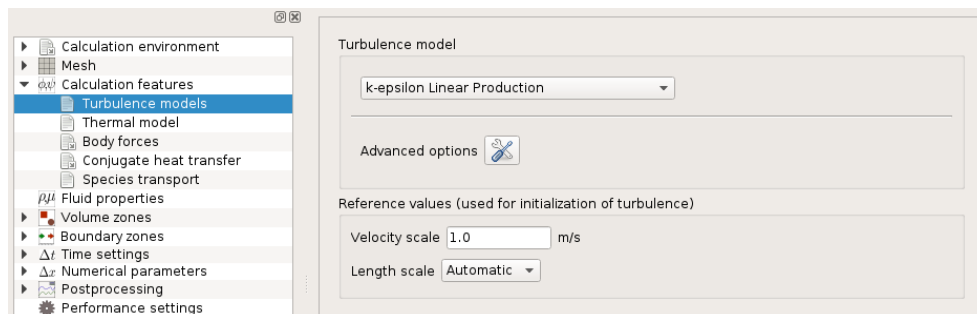 Calculation environment
Mesh
φ,ψ Calculation features
Turbulence models
Thermal model
Body forces
Conjugate heat transfer
Species transport
ρ,μ Fluid properties
Volume zones
Boundary zones
Δt Time settings
Δx Numerical parameters
Postprocessing
Performance settings
Turbulence model
k-epsilon Linear Production
Advanced options
Reference values (used for initialization of turbulence)
Velocity scale 1.0 m/s
Length scale Automatic